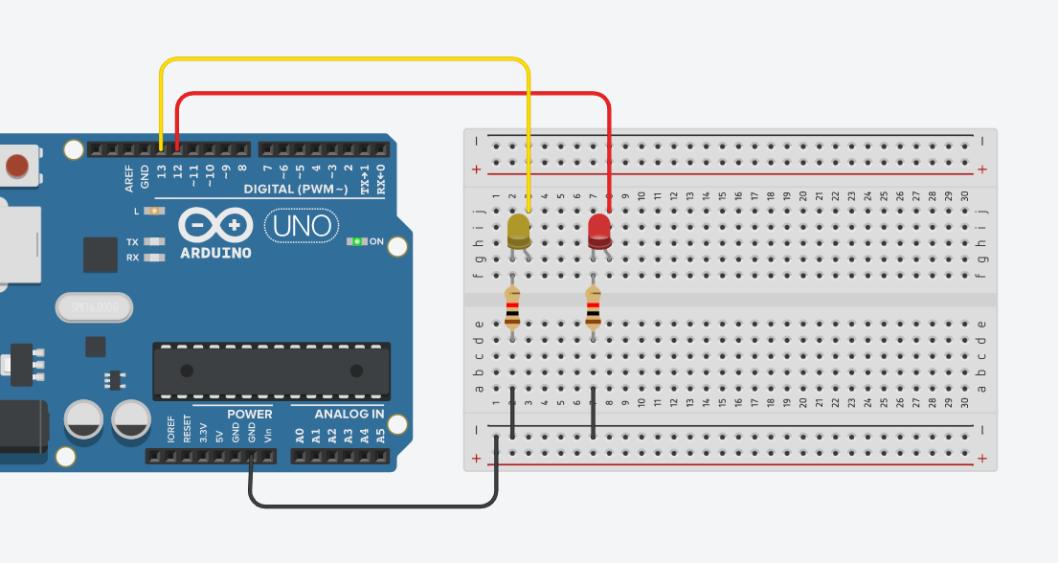 AREF
GND
13
12
~11
~10
~9
8
7
~6
~5
4
~3
2
TX→1
RX←0
DIGITAL (PWM~)
L
TX
RX
UNO
ARDUINO
ON
IOREF
RESET
3.3V
5V
GND
GND
Vin
POWER
ANALOG IN
A0
A1
A2
A3
A4
A5
− −
+ +
1 2 3 4 5 6 7 8 9 10 11 12 13 14 15 16 17 18 19 20 21 22 23 24 25 26 27 28 29 30
j j
i i
h h
g g
f f
e e
d d
c c
b b
a a
1 2 3 4 5 6 7 8 9 10 11 12 13 14 15 16 17 18 19 20 21 22 23 24 25 26 27 28 29 30
− −
+ +